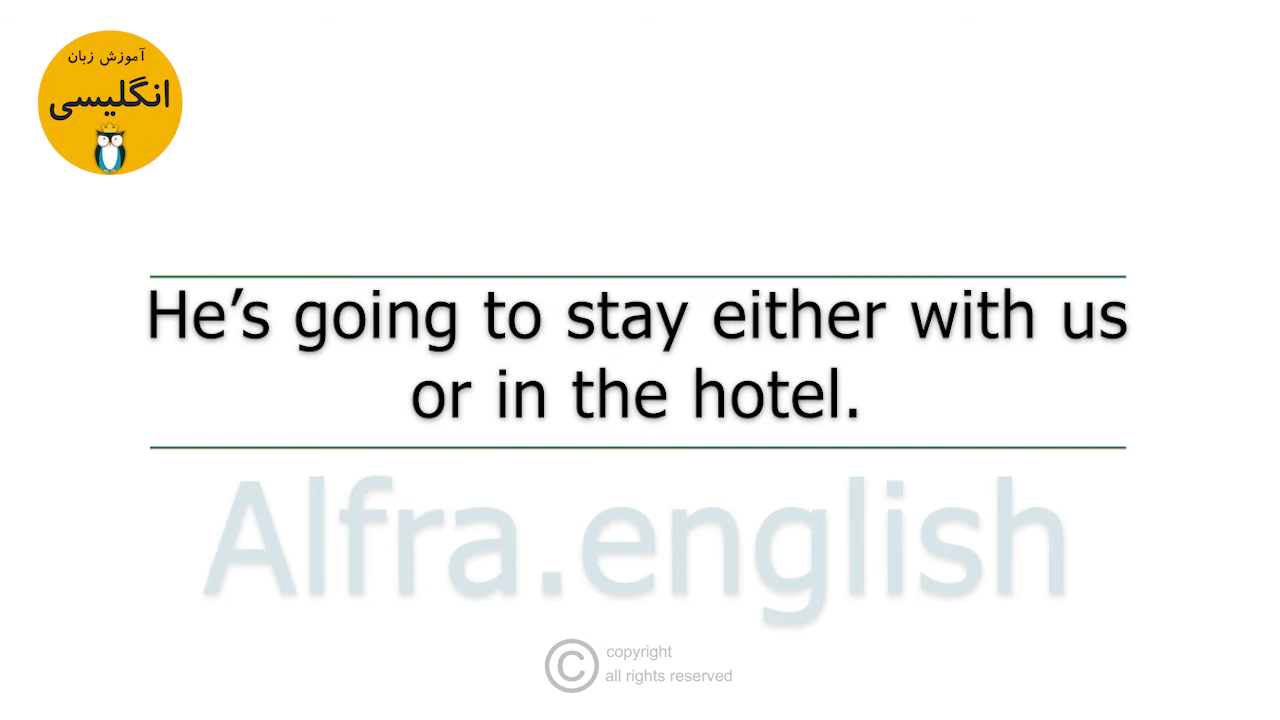 آموزش زبان
انگلیسی
He’s going to stay either with us
or in the hotel.
Alfra.english
© copyright
all rights reserved